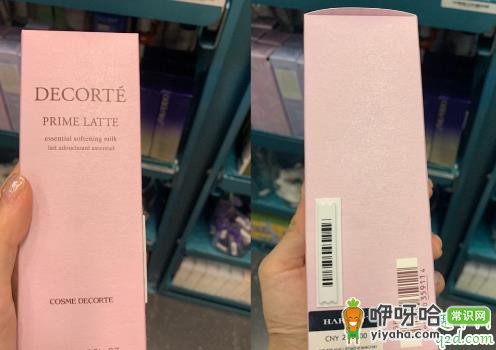 DECORTÉ
PRIME LATTE
essential softening milk
lait adoucissant essentiel
COSME DECORTE
CNY 2
咿呀哈
常识网
yiyaha.com